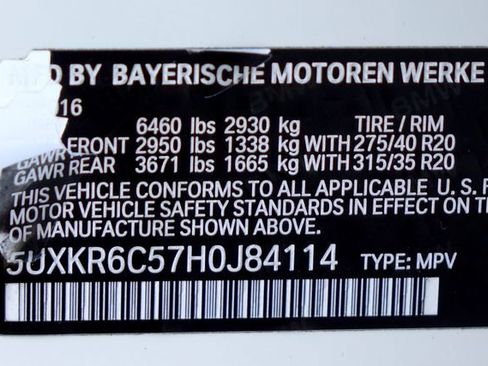 MFD BY BAYERISCHE MOTOREN WERKE
16
6460 lbs 2930 kg TIRE / RIM
FRONT 2950 lbs 1338 kg WITH 275/40 R20
GAWR REAR 3671 lbs 1665 kg WITH 315/35 R20
THIS VEHICLE CONFORMS TO ALL APPLICABLE U. S. F
MOTOR VEHICLE SAFETY STANDARDS IN EFFECT ON
SHOWN ABOVE.
5UXKR6C57H0J84114 TYPE: MPV